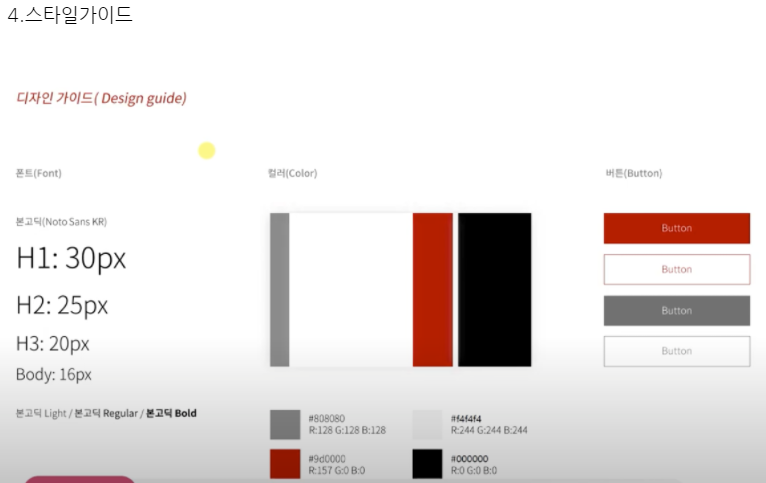 4.스타일가이드
디자인 가이드( Design guide)
폰트(Font)
컬러(Color)
버튼(Button)
본고딕(Noto Sans KR)
H1: 30px
H2: 25px
H3: 20px
Body: 16px
본고딕 Light / 본고딕 Regular / 본고딕 Bold
#808080
R:128 G:128 B:128
#f4f4f4
R:244 G:244 B:244
#9d0000
R:157 G:0 B:0
#000000
R:0 G:0 B:0
Button
Button
Button
Button